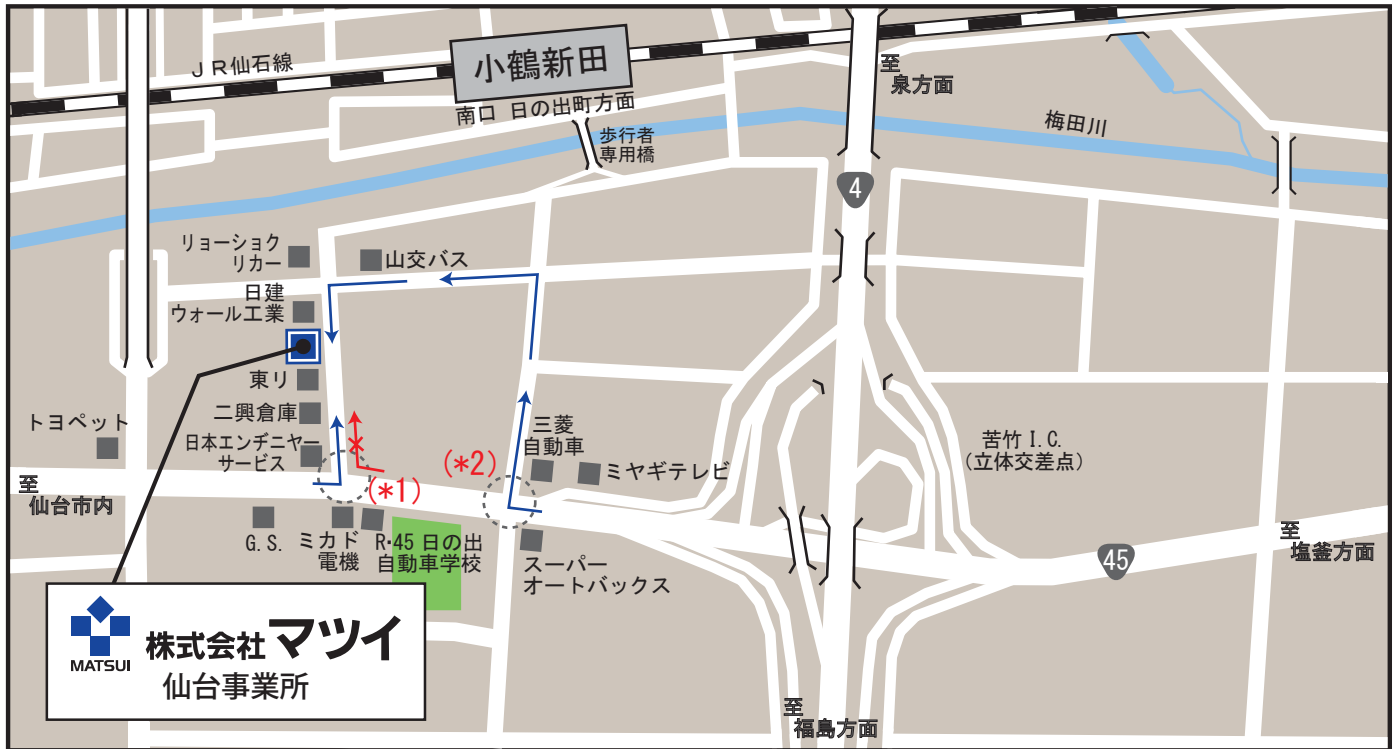 JR仙石線
小鶴新田
南口 日の出町方面
歩行者
専用橋
至
泉方面
梅田川
4
リョーショク
リカー
山交バス
日建
ウォール工業
東リ
二興倉庫
日本エンヂニヤー
サービス
トヨペット
至
仙台市内
(*1)
(*2)
三菱
自動車
ミヤギテレビ
苦竹 I.C.
(立体交差点)
G.S.
ミカド
電機
R・45 日の出
自動車学校
スーパー
オートバックス
45
至
塩釜方面
至
福島方面
MATSUI
株式会社マツイ
仙台事業所